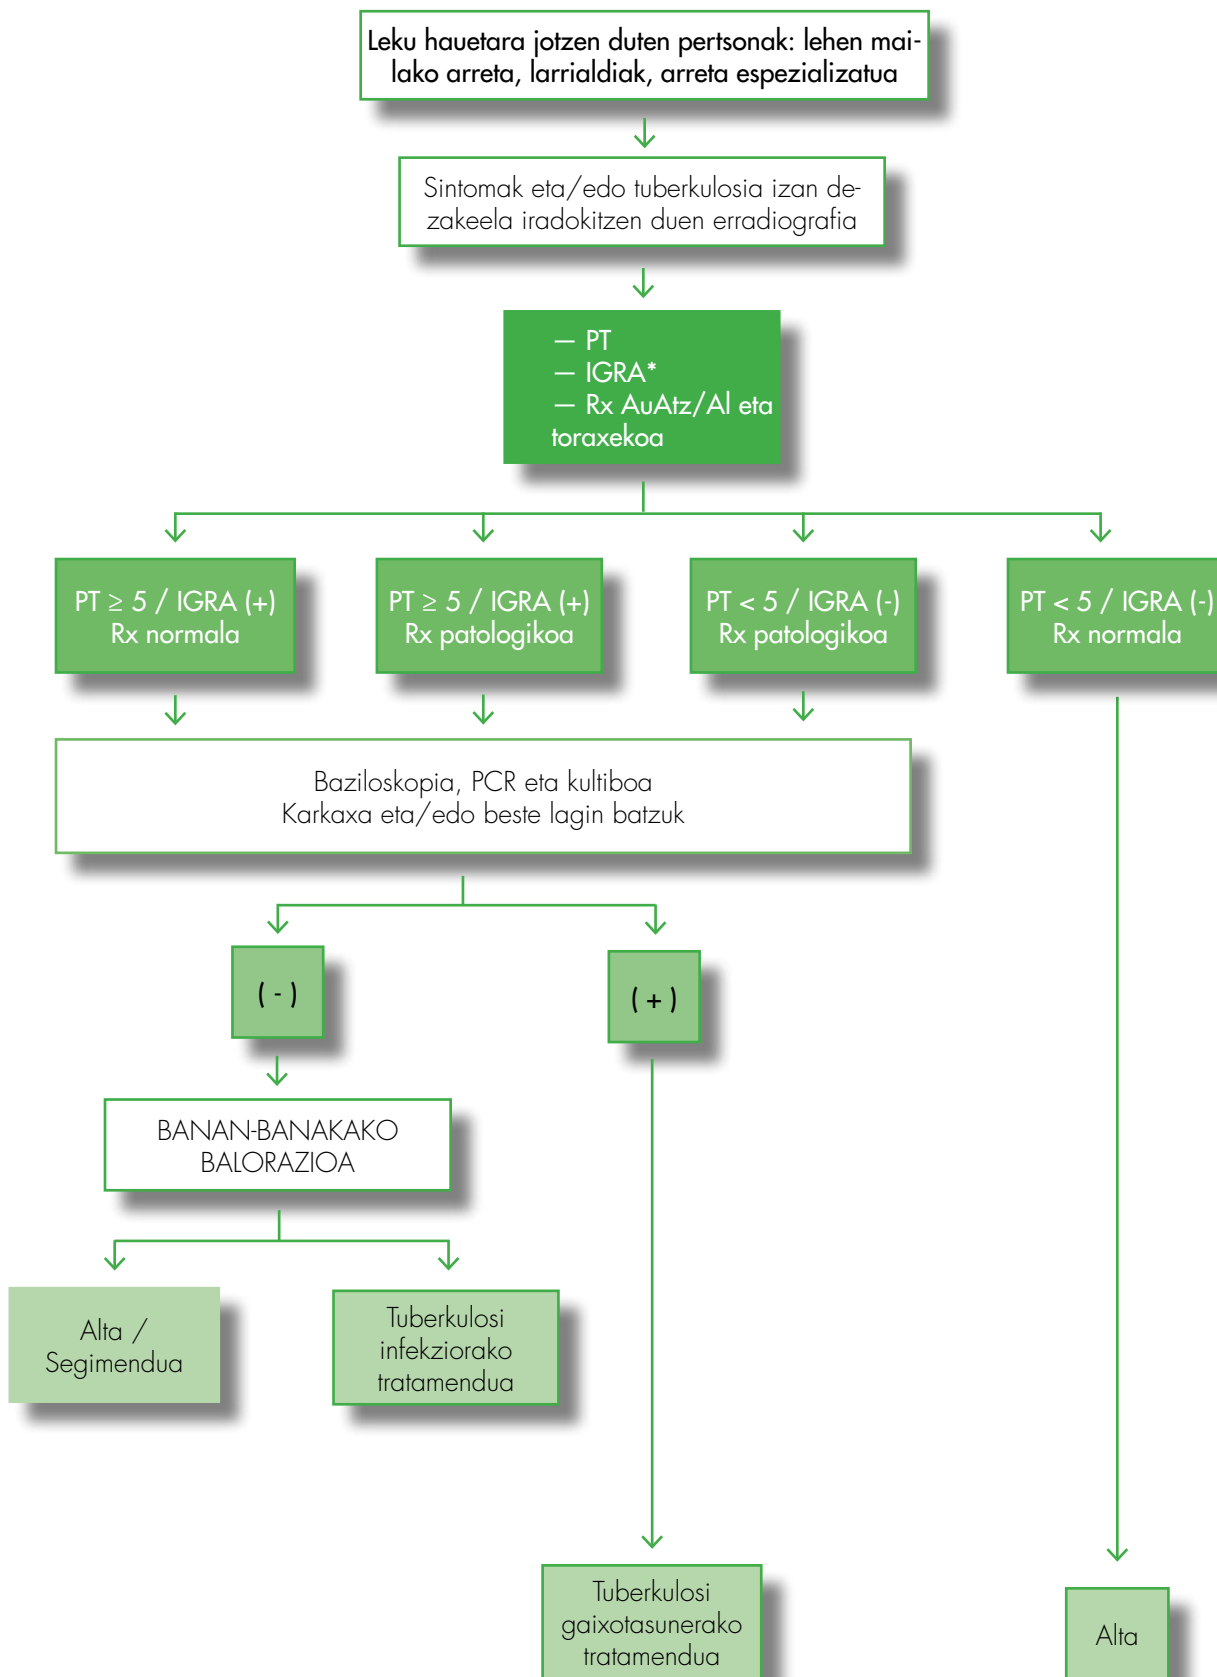 Leku hauetara jotzen duten pertsonak: lehen mai-
lako arreta, larrialdiak, arreta espezializatua
Sintomak eta/edo tuberkulosia izan de-
zakeela iradokitzen duen erradiografia
— PT
— IGRA*
— Rx AuAtz/Al eta
toraxekoa
PT ≥ 5 / IGRA (+)
Rx normala
PT ≥ 5 / IGRA (+)
Rx patologikoa
PT < 5 / IGRA (-)
Rx patologikoa
PT < 5 / IGRA (-)
Rx normala
Baziloskopia, PCR eta kultiboa
Karkaxa eta/edo beste lagin batzuk
( - )
( + )
BANAN-BANAKAKO
BALORAZIOA
Alta /
Segimendua
Tuberkulosi
infekziorako
tratamendua
Tuberkulosi
gaixotasunerako
tratamendua
Alta